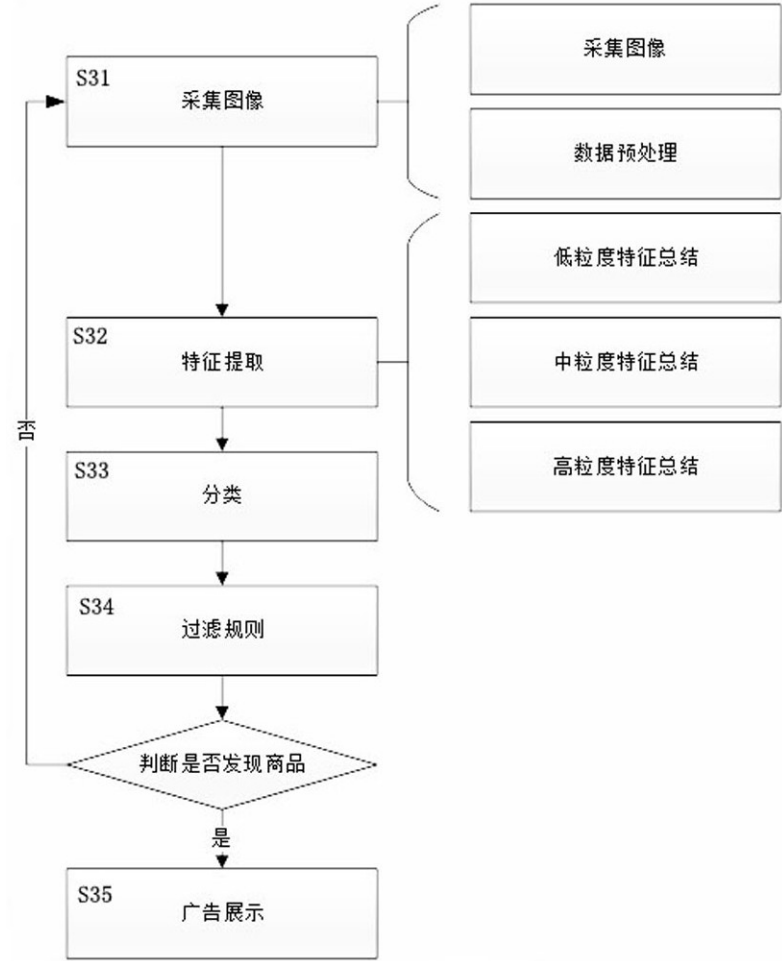 S31
采集图像
采集图像
数据预处理
S32
特征提取
低粒度特征总结
中粒度特征总结
高粒度特征总结
否
S33
分类
S34
过滤规则
判断是否发现商品
是
S35
广告展示